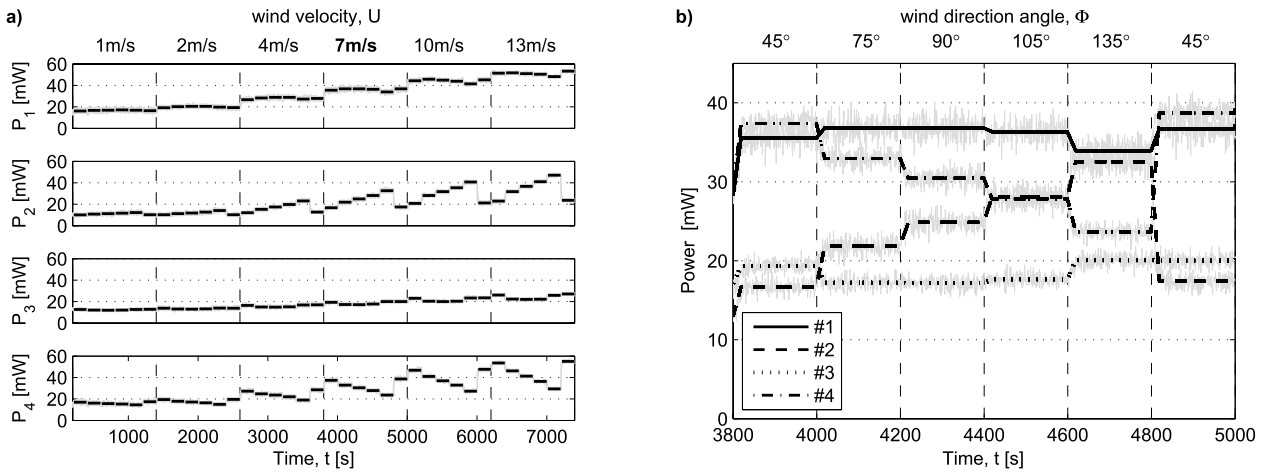 a)
wind velocity, U
1m/s 2m/s 4m/s 7m/s 10m/s 13m/s
60
40
20
0
P1 [mW]
60
40
20
0
P2 [mW]
60
40
20
0
P3 [mW]
60
40
20
0
P4 [mW]
1000 2000 3000 4000 5000 6000 7000
Time, t [s]
b)
wind direction angle, Φ
45° 75° 90° 105° 135° 45°
40
30
20
10
0
Power [mW]
#1
#2
#3
#4
3800 4000 4200 4400 4600 4800 5000
Time, t [s]